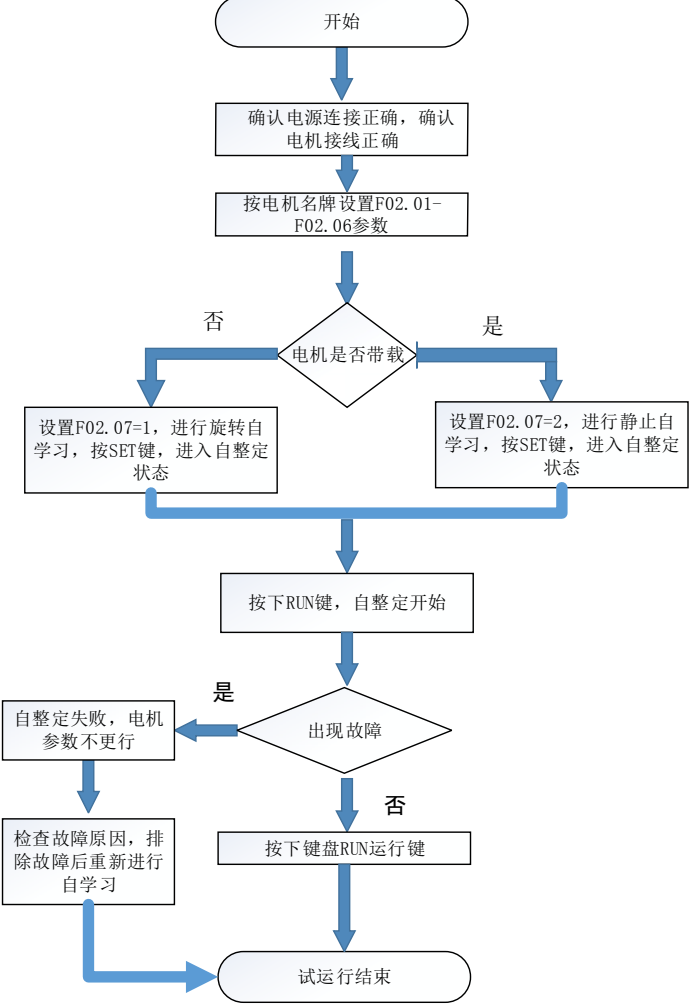 开始
确认电源连接正确，确认
电机接线正确
按电机名牌设置F02.01-
F02.06参数
否
电机是否带载
是
设置F02.07=1，进行旋转自
学习，按SET键，进入自整定
状态
设置F02.07=2，进行静止自
学习，按SET键，进入自整定
状态
按下RUN键，自整定开始
是
出现故障
自整定失败，电机
参数不更行
否
按下键盘RUN运行键
检查故障原因，排
除故障后重新进行
自学习
试运行结束